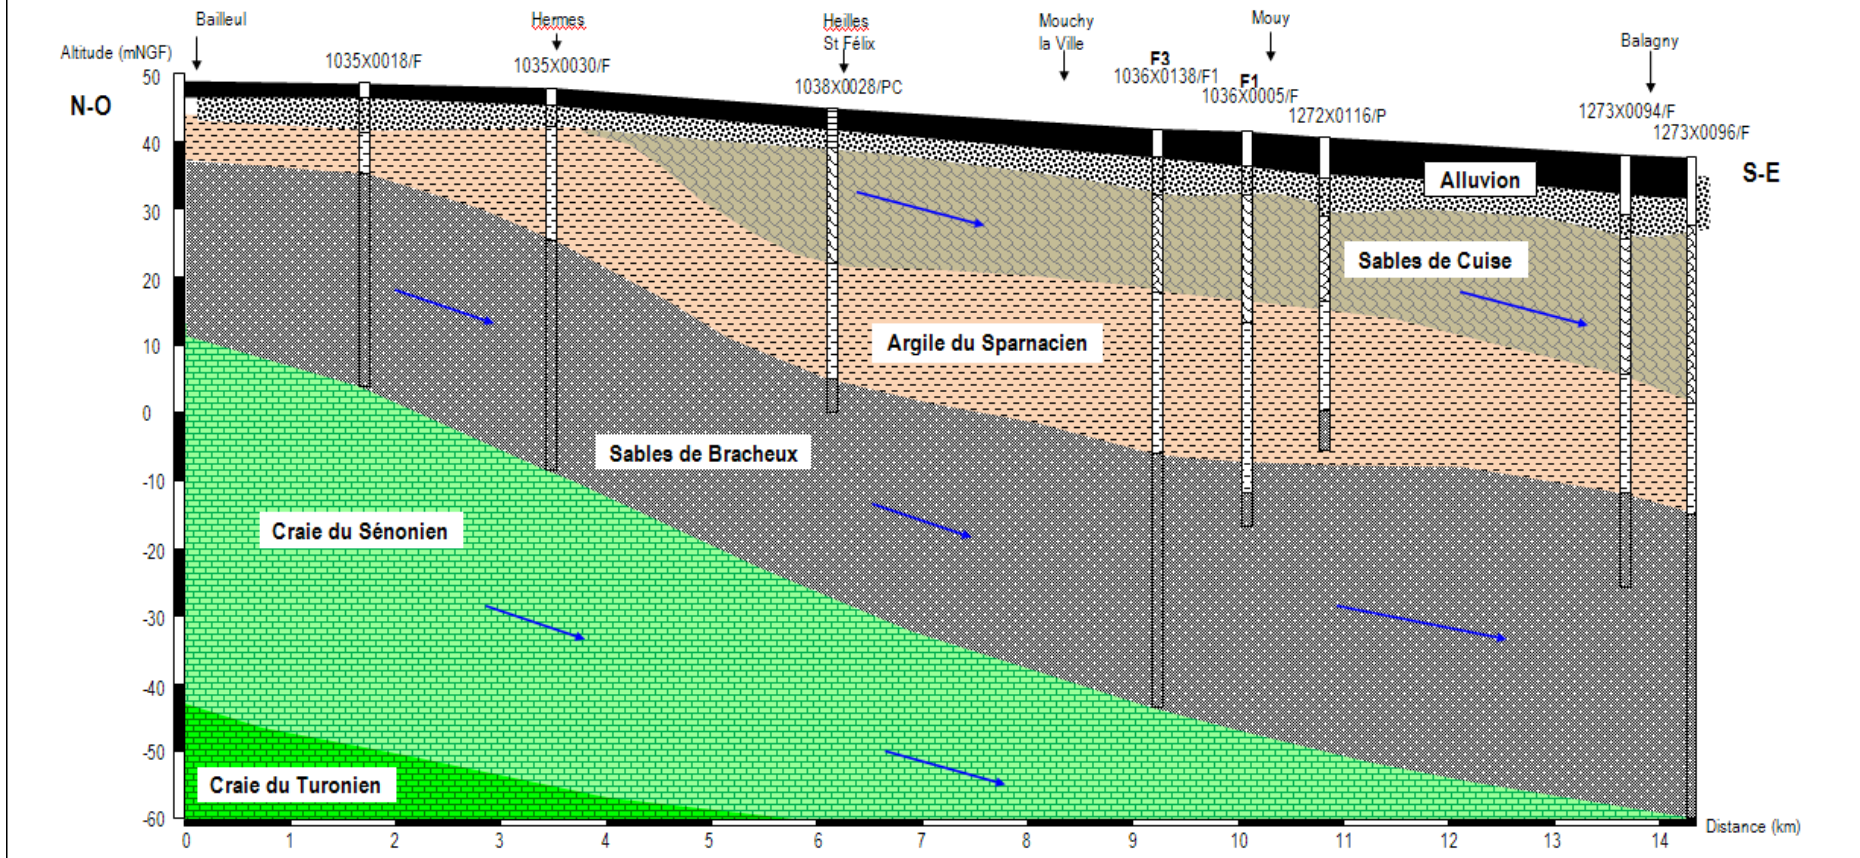 Bailleul
Hermes
Heilles
St Félix
Mouchy
la Ville
Mouy
Balagny
Altitude (mNGF)
1035X0018/F
1035X0030/F
1038X0028/PC
F3
1036X0138/F1
F1
1036X0005/F
1272X0116/P
1273X0094/F
1273X0096/F
N-O
S-E
50
40
30
20
10
0
-10
-20
-30
-40
-50
-60
Alluvion
Sables de Cuise
Argile du Sparnacien
Sables de Bracheux
Craie du Sénonien
Craie du Turonien
0 1 2 3 4 5 6 7 8 9 10 11 12 13 14
Distance (km)